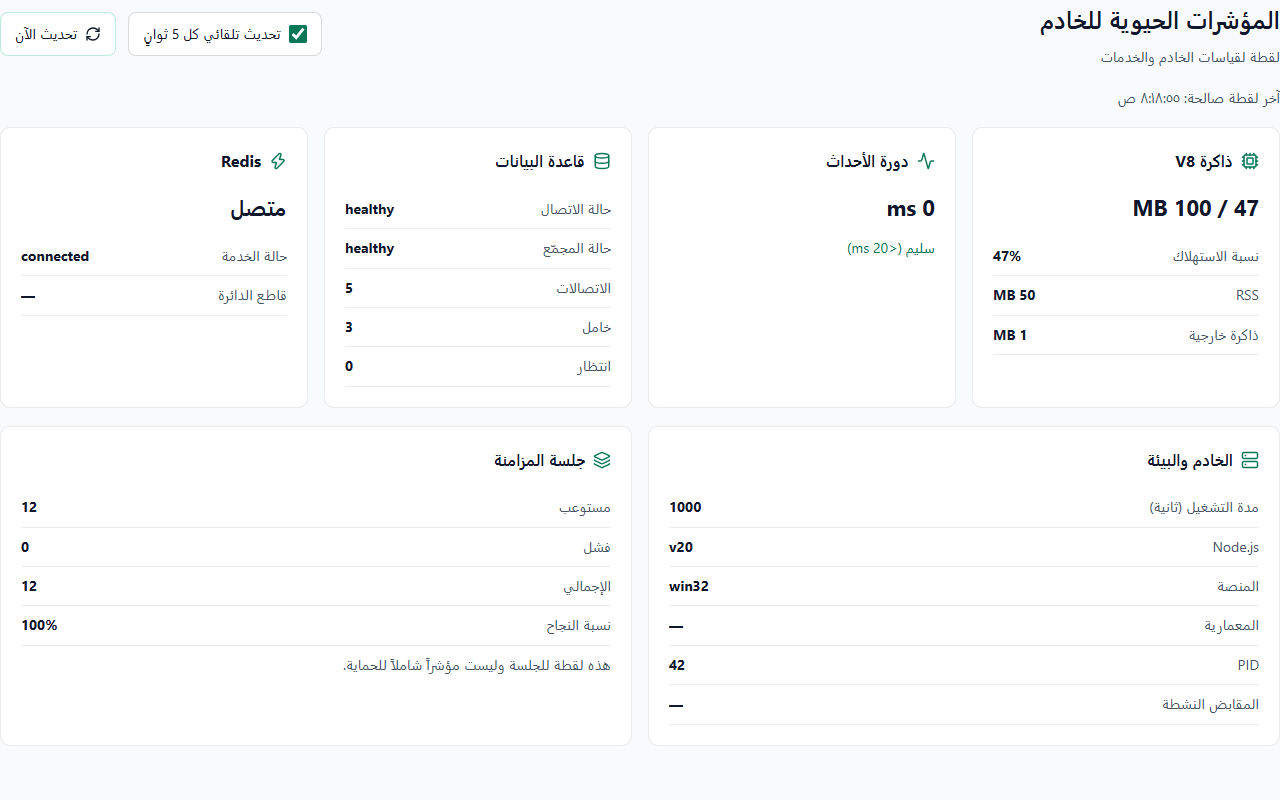 المؤشرات الحيوية للخادم
لقطة لقياسات الخادم والخدمات
آخر لقطة صالحة: ٨:١٨:٥٥ ص
تحديث تلقائي كل 5 ثوانٍ
تحديث الآن
ذاكرة V8
47 / 100 MB
نسبة الاستهلاك 47%
RSS 50 MB
ذاكرة خارجية 1 MB
دورة الأحداث
0 ms
سليم (<20 ms)
قاعدة البيانات
حالة الاتصال healthy
حالة المجمّع healthy
الاتصالات 5
خامل 3
انتظار 0
Redis
متصل
حالة الخدمة connected
قاطع الدائرة —
الخادم والبيئة
مدة التشغيل (ثانية) 1000
Node.js v20
المنصة win32
المعمارية —
PID 42
المقابض النشطة —
جلسة المزامنة
مستوعب 12
فشل 0
الإجمالي 12
نسبة النجاح 100%
هذه لقطة للجلسة وليست مؤشراً شاملاً للحماية.